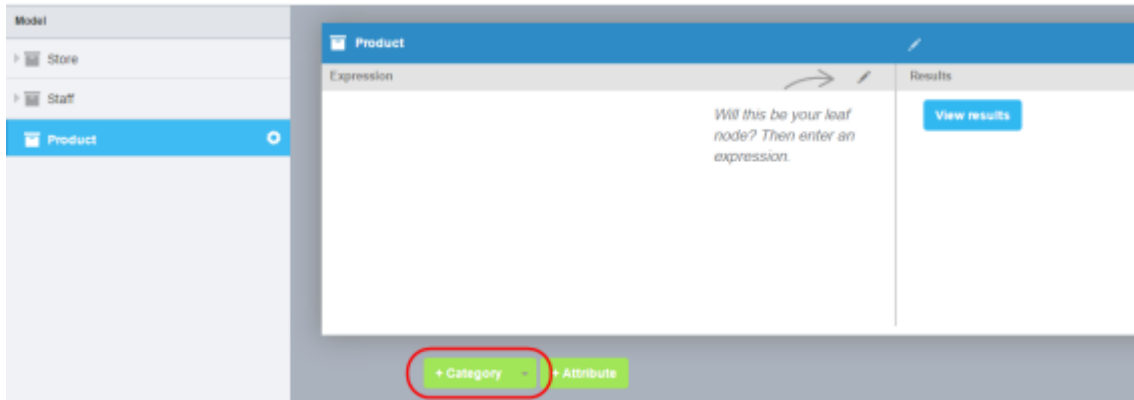 Model
Store
Staff
Product
Product
Expression
Results
Will this be your leaf
node? Then enter an
expression.
View results
+ Category
+ Attribute